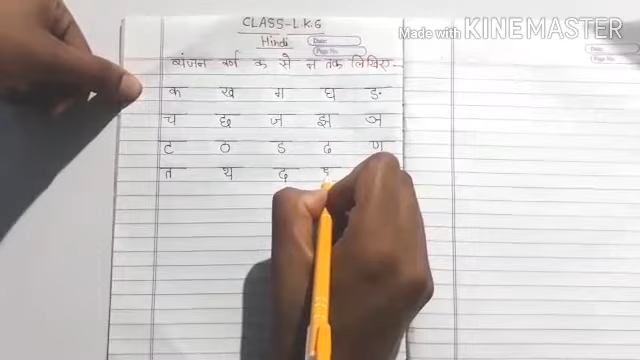 Made with KINEMASTER
CLASS-L.K.G
Hindi
Date:
Page No.
व्यंजन वर्ण क से न तक लिखिए-
क ख ग घ ङ
च छ ज झ ञ
ट ठ ड ढ ण
त थ द